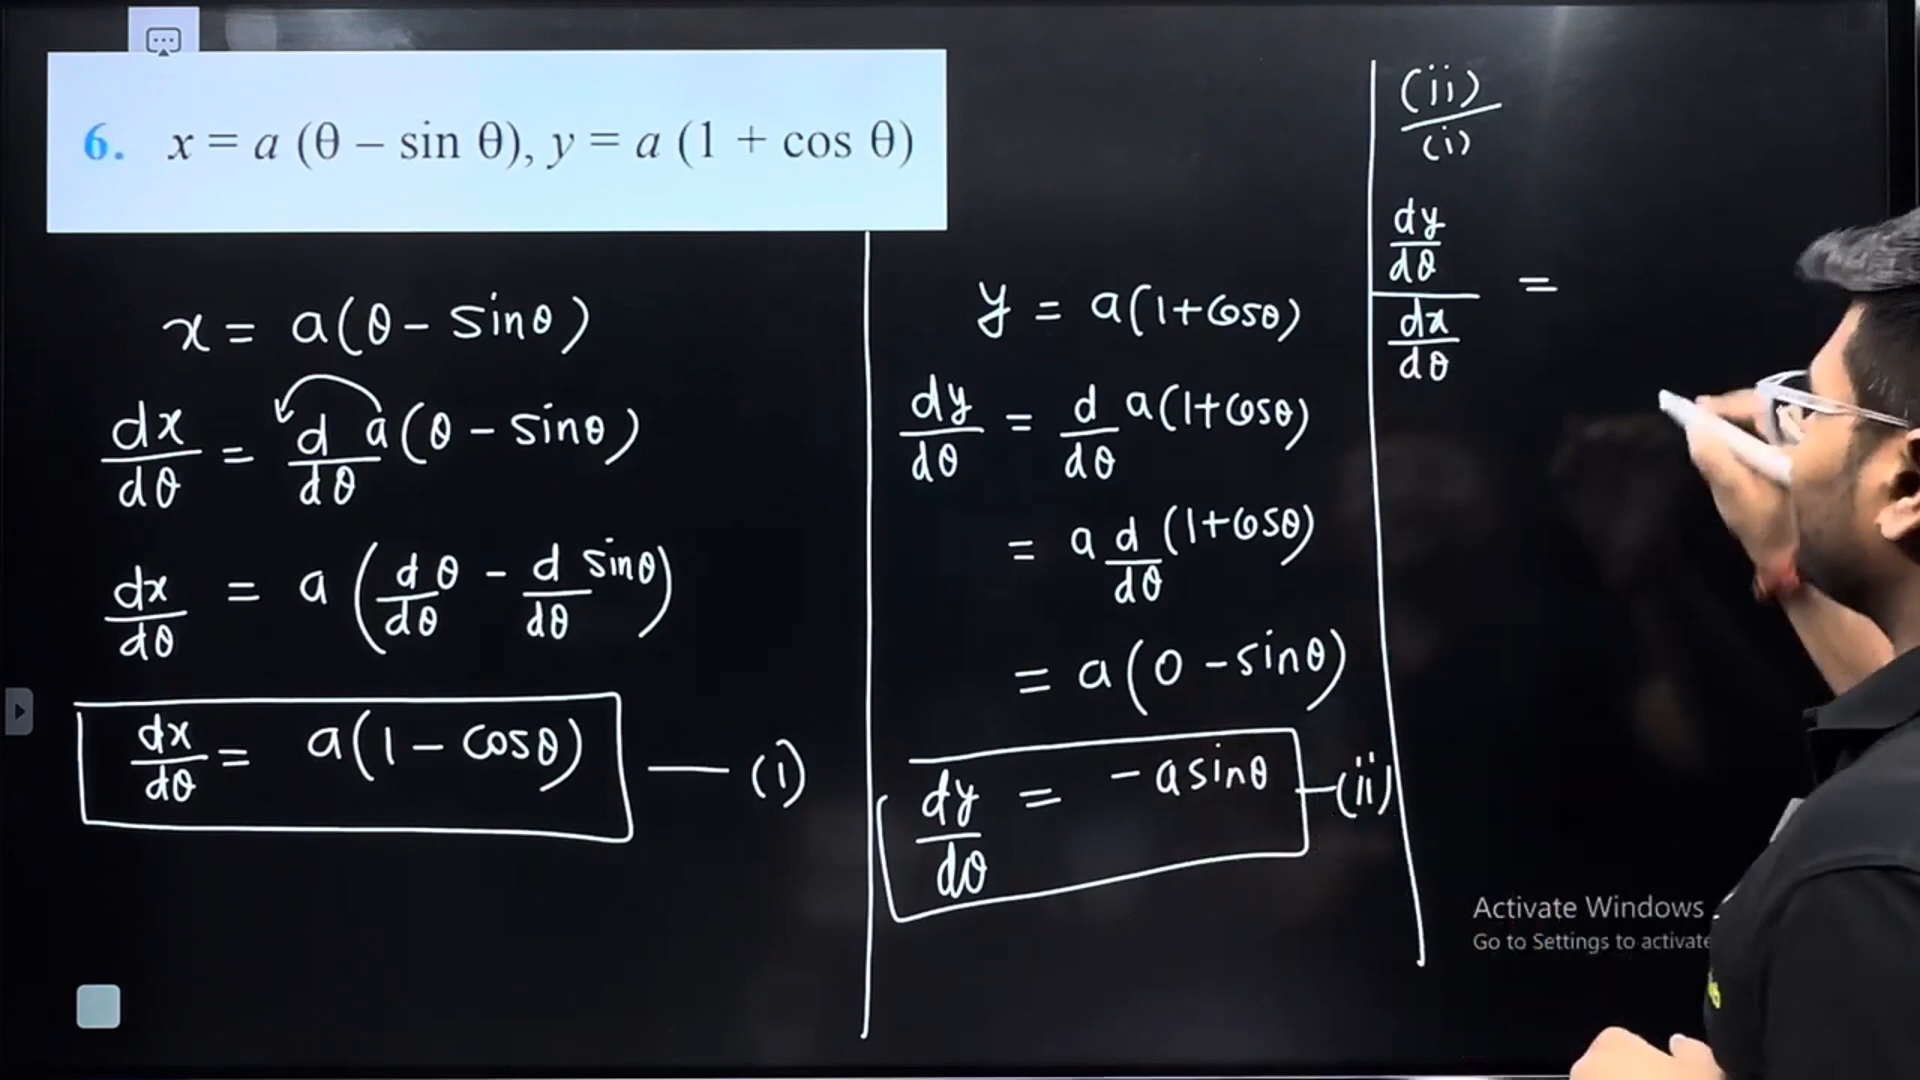 6. x = a (θ – sin θ), y = a (1 + cos θ)
x = a(θ - sinθ)
dx/dθ = d/dθ a(θ - sinθ)
dx/dθ = a(d/dθ θ - d/dθ sinθ)
dx/dθ = a(1 - cosθ) — (i)
y = a(1+cosθ)
dy/dθ = d/dθ a(1+cosθ)
= a d/dθ (1+cosθ)
= a(0 - sinθ)
dy/dθ = -asinθ — (ii)
(ii)/(i)
dy/dθ / dx/dθ =
Activate Windows
Go to Settings to activate